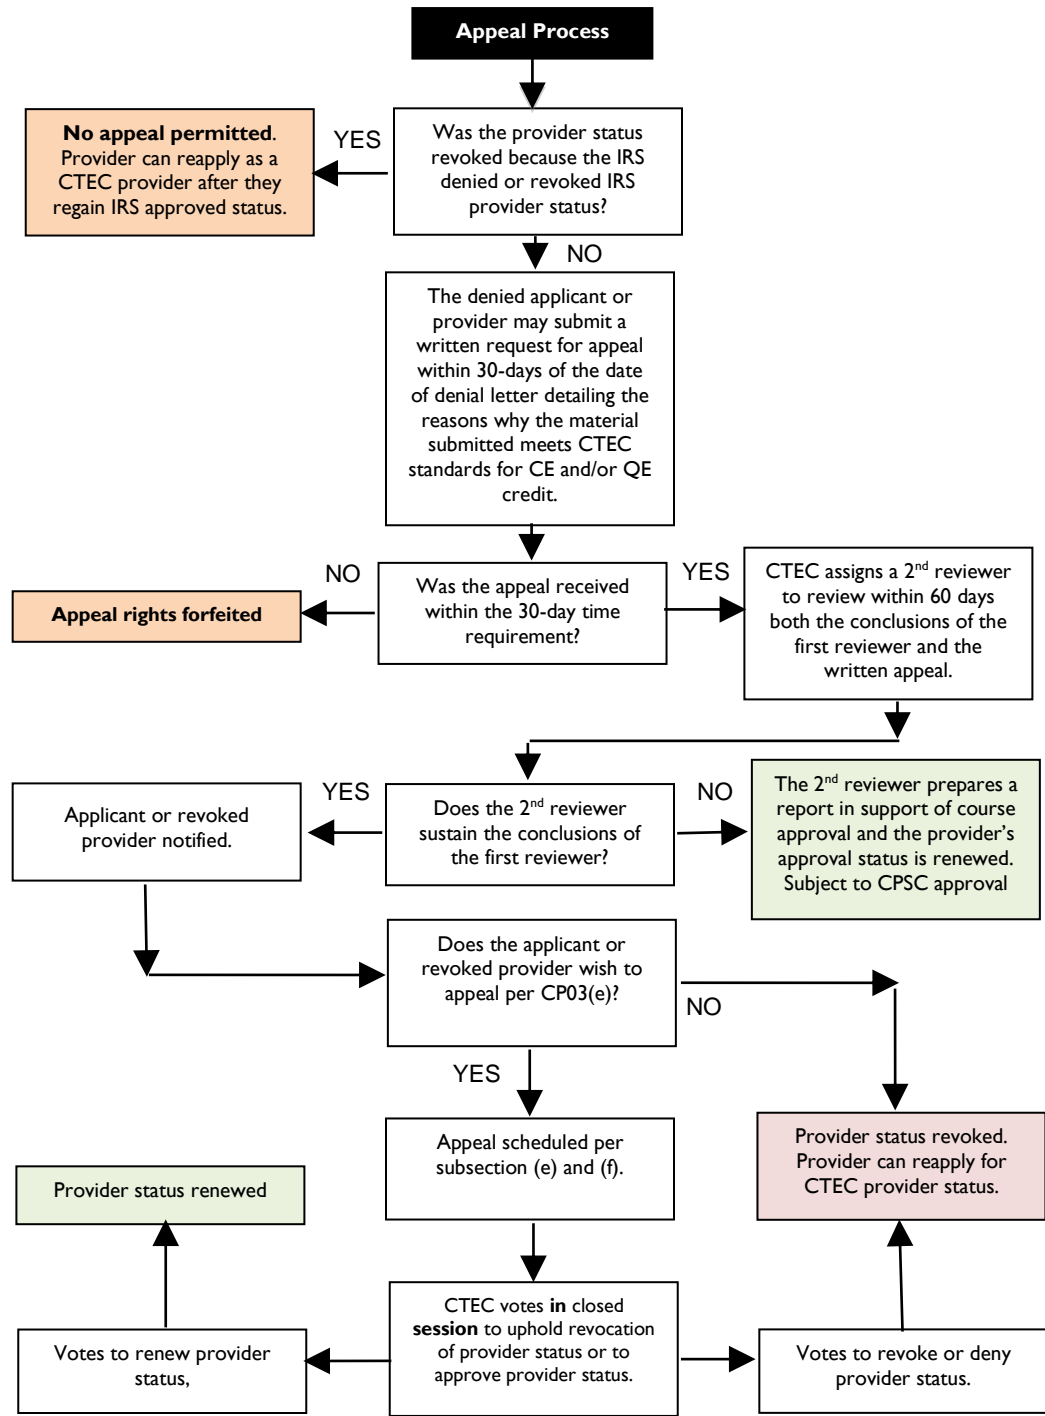 Appeal Process
No appeal permitted.
Provider can reapply as a
CTEC provider after they
regain IRS approved status.
YES
Was the provider status
revoked because the IRS
denied or revoked IRS
provider status?
NO
The denied applicant or
provider may submit a
written request for appeal
within 30-days of the date
of denial letter detailing the
reasons why the material
submitted meets CTEC
standards for CE and/or QE
credit.
Appeal rights forfeited
NO
Was the appeal received
within the 30-day time
requirement?
YES
CTEC assigns a 2nd reviewer
to review within 60 days
both the conclusions of the
first reviewer and the
written appeal.
Applicant or revoked
provider notified.
YES
Does the 2nd reviewer
sustain the conclusions of
the first reviewer?
NO
The 2nd reviewer prepares a
report in support of course
approval and the provider’s
approval status is renewed.
Subject to CPSC approval
Does the applicant or
revoked provider wish to
appeal per CP03(e)?
NO
YES
Appeal scheduled per
subsection (e) and (f).
Provider status revoked.
Provider can reapply for
CTEC provider status.
Provider status renewed
Votes to renew provider
status,
CTEC votes in closed
session to uphold revocation
of provider status or to
approve provider status.
Votes to revoke or deny
provider status.